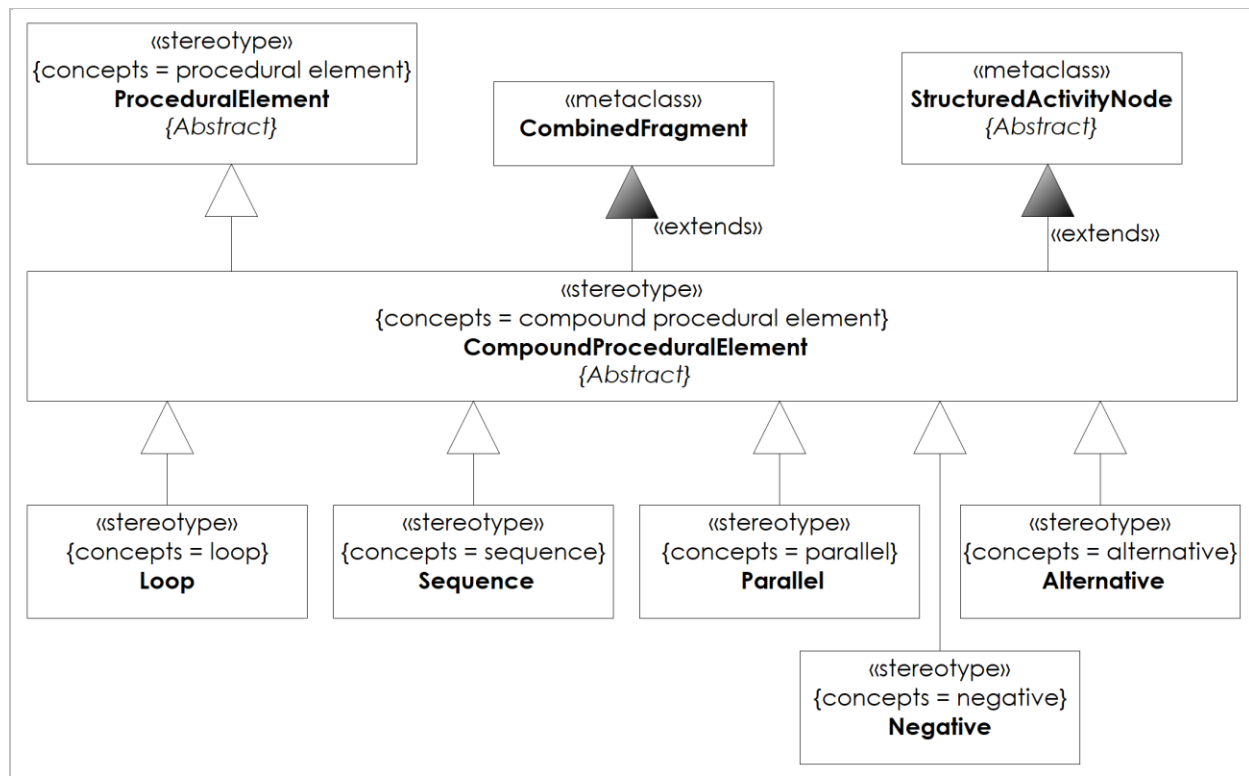 «stereotype»
{concepts = procedural element}
ProceduralElement
{Abstract}
«metaclass»
CombinedFragment
«metaclass»
StructuredActivityNode
{Abstract}
«extends»
«extends»
«stereotype»
{concepts = compound procedural element}
CompoundProceduralElement
{Abstract}
«stereotype»
{concepts = loop}
Loop
«stereotype»
{concepts = sequence}
Sequence
«stereotype»
{concepts = parallel}
Parallel
«stereotype»
{concepts = alternative}
Alternative
«stereotype»
{concepts = negative}
Negative